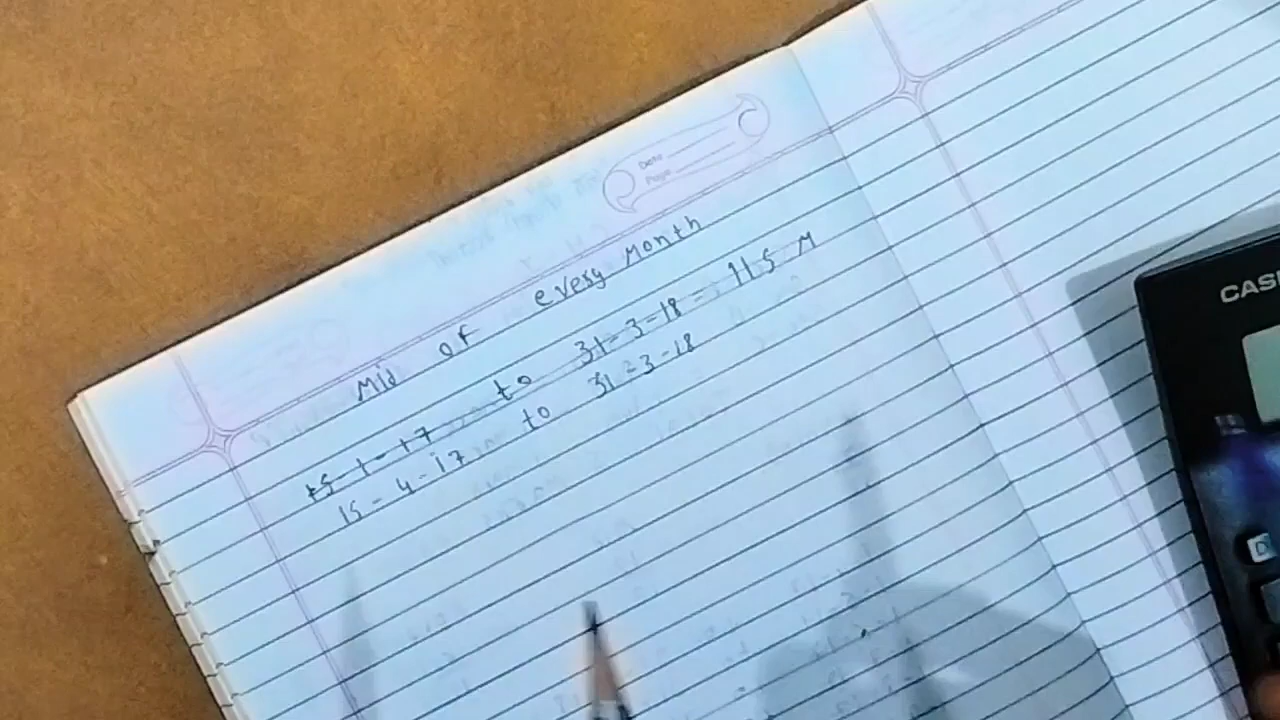 Date
Page
Mid of every Month
15-1-17 to 31-3-18 = 11.5 M
15-4-17 to 31-3-18
CASI